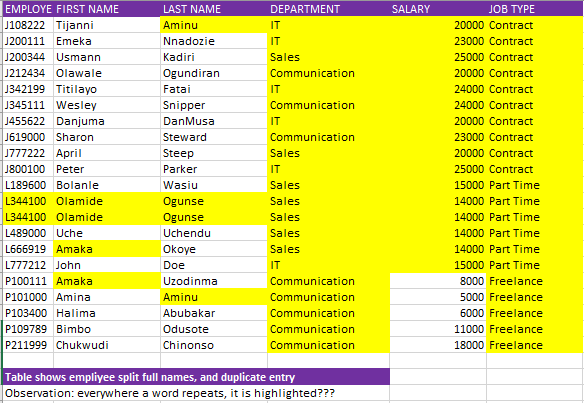 EMPLOYE FIRST NAME LAST NAME DEPARTMENT SALARY JOB TYPE
J108222 Tijanni Aminu IT 20000 Contract
J200111 Emeka Nnadozie IT 23000 Contract
J200344 Usmann Kadiri Sales 25000 Contract
J212434 Olawale Ogundiran Communication 20000 Contract
J342199 Titilayo Fatai IT 24000 Contract
J345111 Wesley Snipper Communication 24000 Contract
J455622 Danjuma DanMusa IT 20000 Contract
J619000 Sharon Steward Communication 23000 Contract
J777222 April Steep Sales 20000 Contract
J800100 Peter Parker IT 25000 Contract
L189600 Bolanle Wasiu Sales 15000 Part Time
L344100 Olamide Ogunse Sales 14000 Part Time
L344100 Olamide Ogunse Sales 14000 Part Time
L489000 Uche Uchendu Sales 14000 Part Time
L666919 Amaka Okoye Sales 14000 Part Time
L777212 John Doe IT 15000 Part Time
P100111 Amaka Uzodinma Communication 8000 Freelance
P101000 Amina Aminu Communication 5000 Freelance
P103400 Halima Abubakar Communication 6000 Freelance
P109789 Bimbo Odusote Communication 11000 Freelance
P211999 Chukwudi Chinonso Communication 18000 Freelance
Table shows empliyee split full names, and duplicate entry
Observation: everywhere a word repeats, it is highlighted???